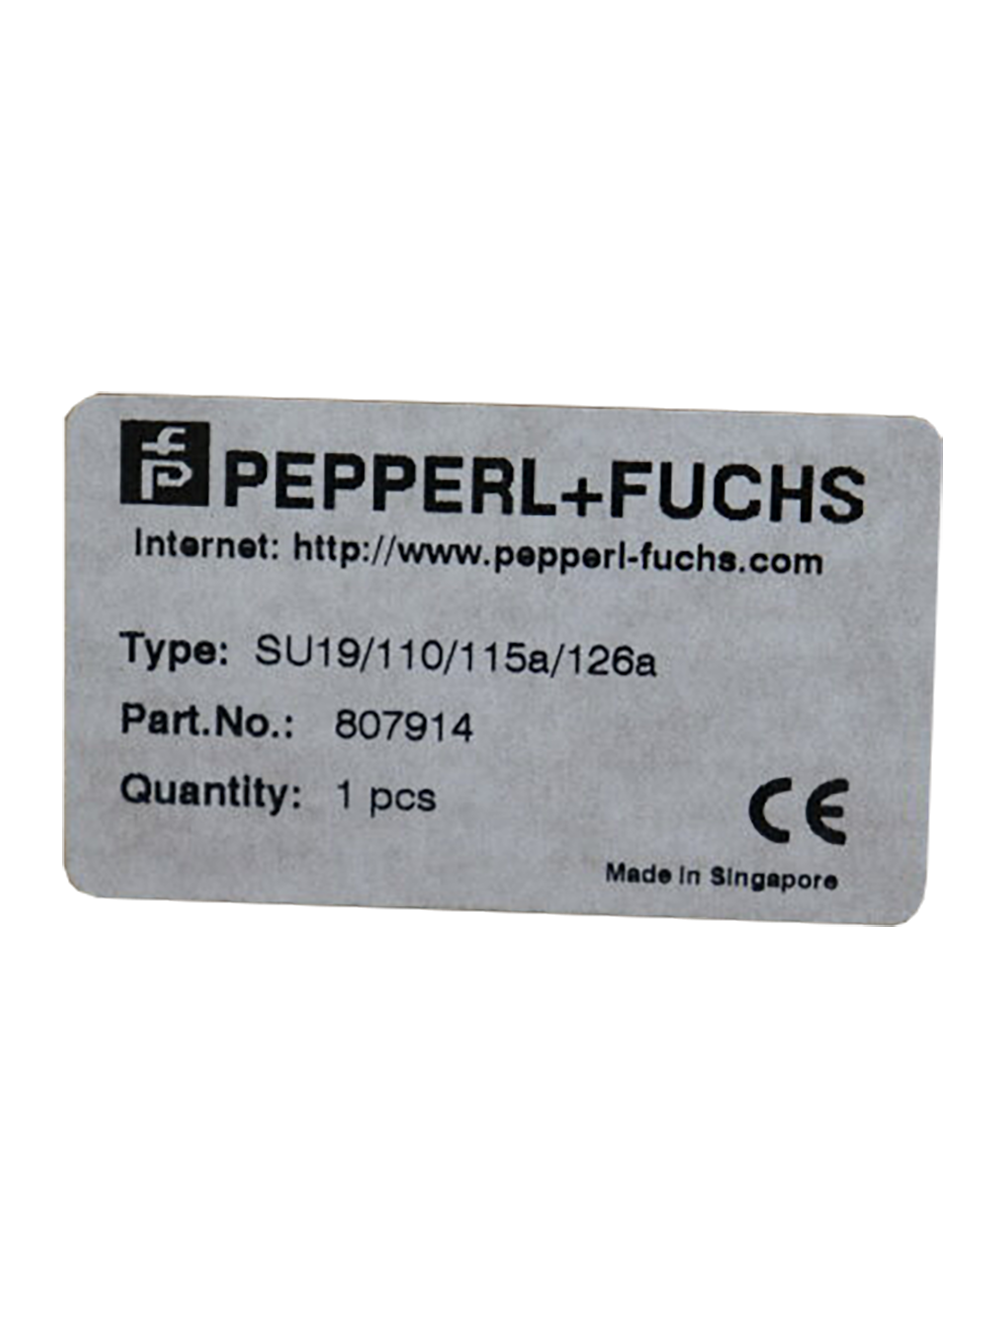 PEPPERL+FUCHS
Internet: http://www.pepperl-fuchs.com
Type: SU19/110/115a/126a
Part.No.: 807914
Quantity: 1 pcs
CE
Made in Singapore